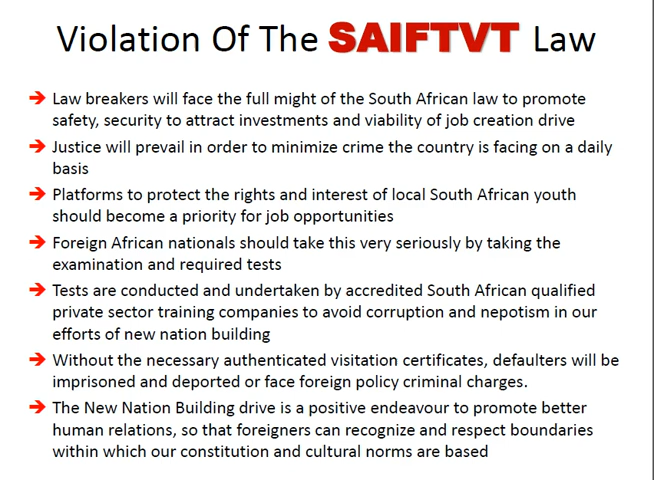 Violation Of The SAIFTVT Law
➔ Law breakers will face the full might of the South African law to promote
safety, security to attract investments and viability of job creation drive
➔ Justice will prevail in order to minimize crime the country is facing on a daily
basis
➔ Platforms to protect the rights and interest of local South African youth
should become a priority for job opportunities
➔ Foreign African nationals should take this very seriously by taking the
examination and required tests
➔ Tests are conducted and undertaken by accredited South African qualified
private sector training companies to avoid corruption and nepotism in our
efforts of new nation building
➔ Without the necessary authenticated visitation certificates, defaulters will be
imprisoned and deported or face foreign policy criminal charges.
➔ The New Nation Building drive is a positive endeavour to promote better
human relations, so that foreigners can recognize and respect boundaries
within which our constitution and cultural norms are based